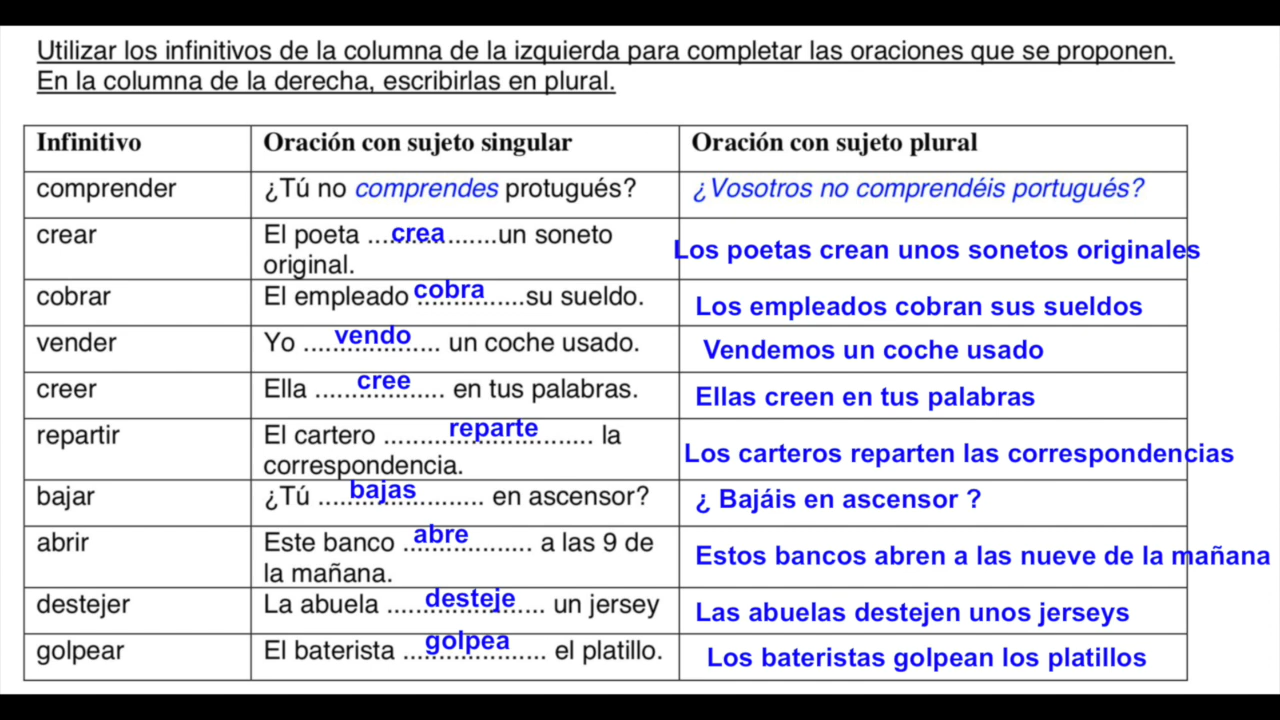 Utilizar los infinitivos de la columna de la izquierda para completar las oraciones que se proponen.
En la columna de la derecha, escribirlas en plural.
Infinitivo Oración con sujeto singular Oración con sujeto plural
comprender ¿Tú no comprendes protugués? ¿Vosotros no comprendéis portugués?
crear El poeta ...crea.......un soneto
original. Los poetas crean unos sonetos originales
cobrar El empleado cobra......su sueldo. Los empleados cobran sus sueldos
vender Yo ....vendo.... un coche usado. Vendemos un coche usado
creer Ella ......cree..... en tus palabras. Ellas creen en tus palabras
repartir El cartero .........reparte........ la
correspondencia. Los carteros reparten las correspondencias
bajar ¿Tú ....bajas......... en ascensor? ¿ Bajáis en ascensor ?
abrir Este banco ..abre......... a las 9 de
la mañana. Estos bancos abren a las nueve de la mañana
destejer La abuela .....desteje.... un jersey Las abuelas destejen unos jerseys
golpear El baterista ...golpea..... el platillo. Los bateristas golpean los platillos